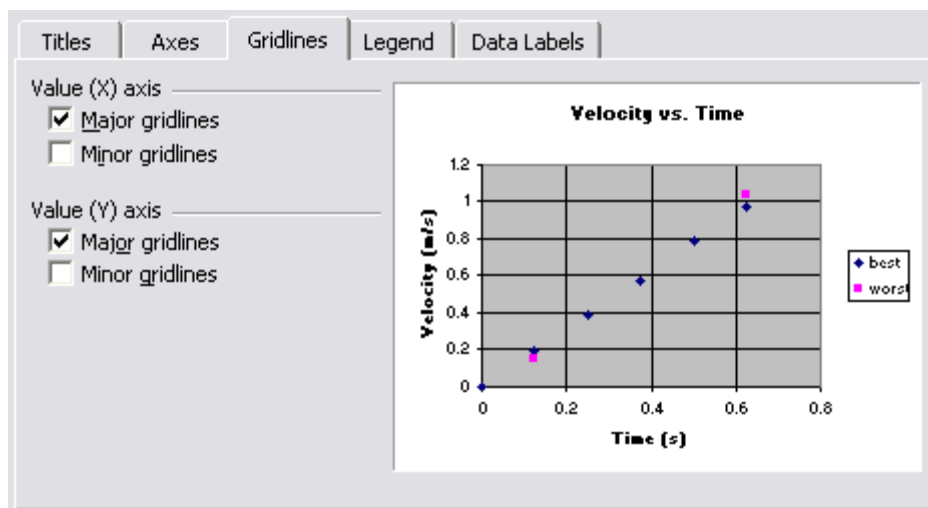 Titles Axes Gridlines Legend Data Labels
Value (X) axis
Major gridlines
Minor gridlines
Value (Y) axis
Major gridlines
Minor gridlines
Velocity vs. Time
Velocity (m/s)
1.2
1
0.8
0.6
0.4
0.2
0
0 0.2 0.4 0.6 0.8
Time (s)
best
worst